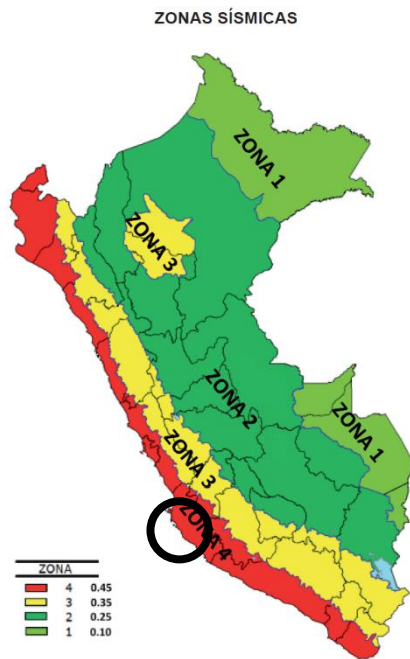 ZONAS SÍSMICAS
ZONA 1
ZONA 3
ZONA 2
ZONA 1
ZONA 3
ZONA 4
ZONA
4 0.45
3 0.35
2 0.25
1 0.10